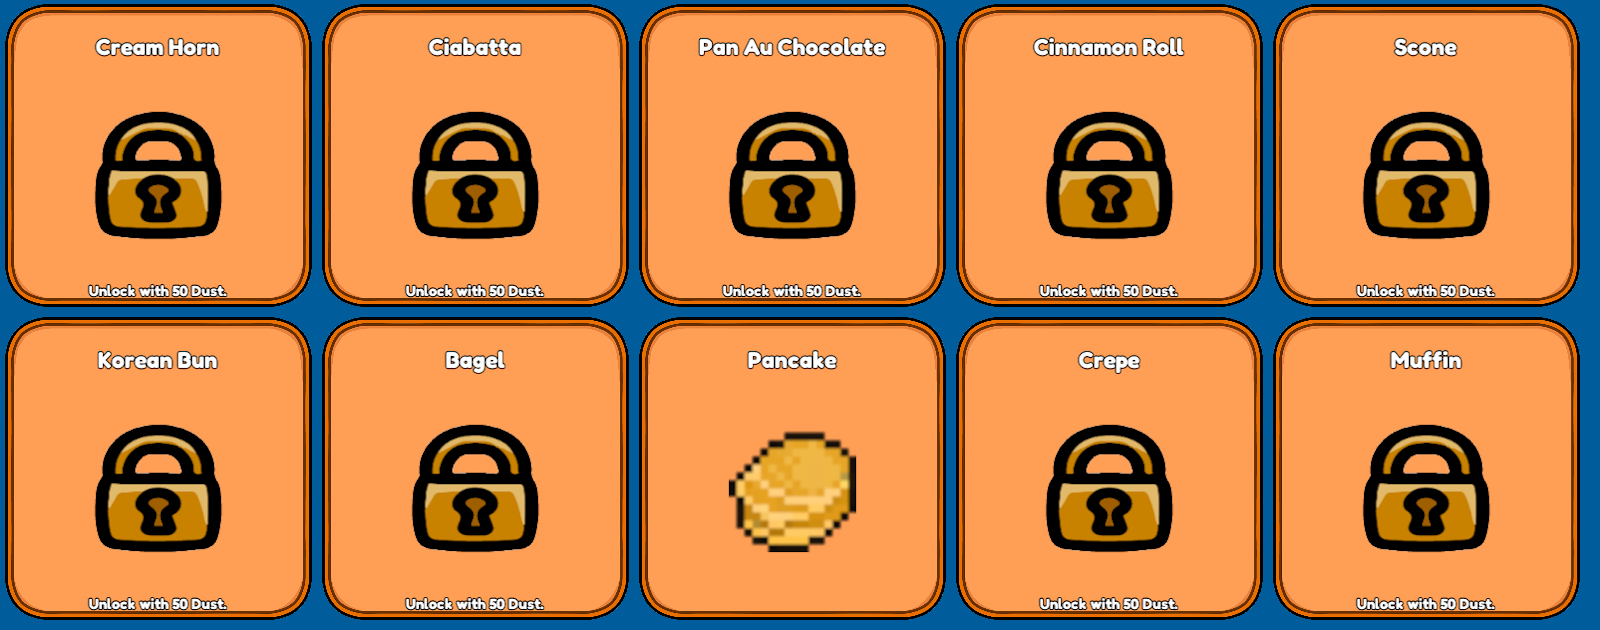 Cream Horn
Ciabatta
Pan Au Chocolate
Cinnamon Roll
Scone
Unlock with 50 Dust.
Unlock with 50 Dust.
Unlock with 50 Dust.
Unlock with 50 Dust.
Unlock with 50 Dust.
Korean Bun
Bagel
Pancake
Crepe
Muffin
Unlock with 50 Dust.
Unlock with 50 Dust.
Unlock with 50 Dust.
Unlock with 50 Dust.